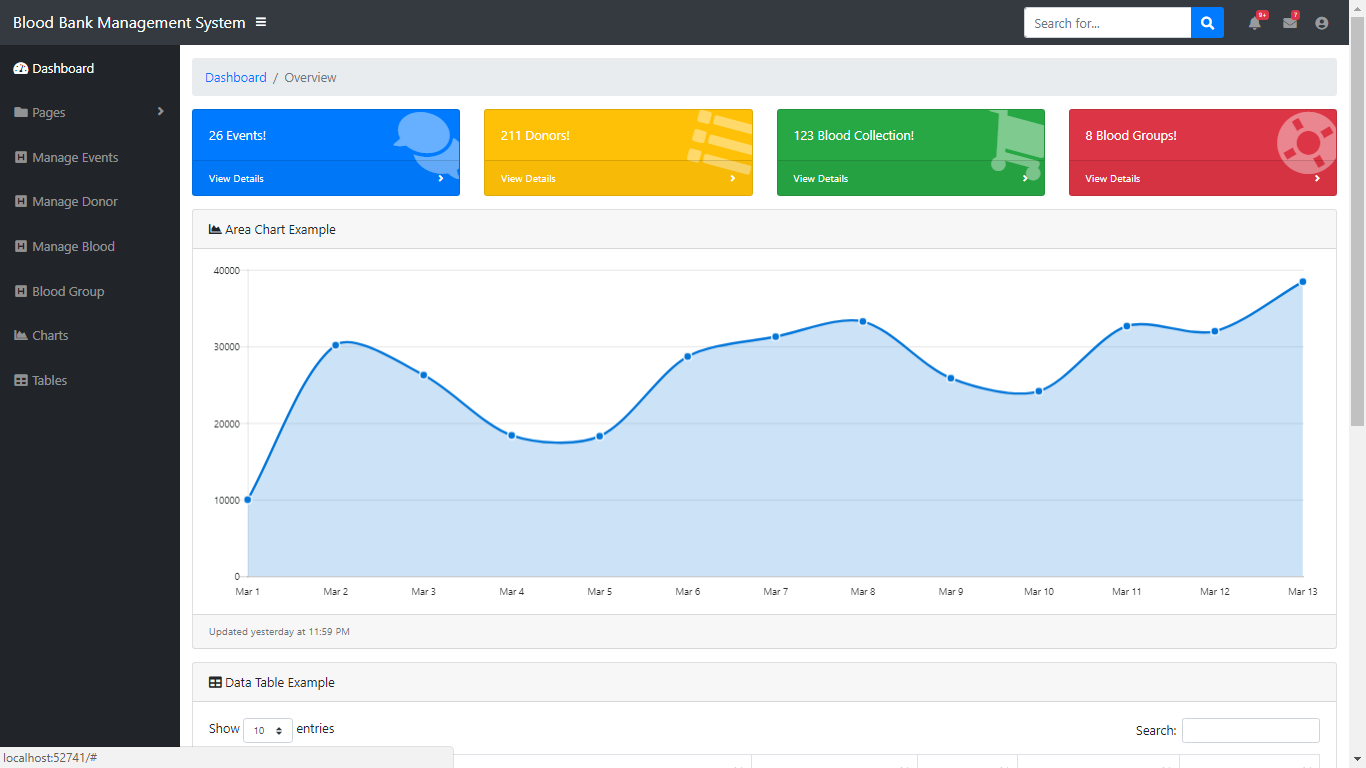 Blood Bank Management System
Search for...
9+
7
Dashboard
Pages
Manage Events
Manage Donor
Manage Blood
Blood Group
Charts
Tables
Dashboard / Overview
26 Events!
View Details
211 Donors!
View Details
123 Blood Collection!
View Details
8 Blood Groups!
View Details
Area Chart Example
40000
30000
20000
10000
0
Mar 1 Mar 2 Mar 3 Mar 4 Mar 5 Mar 6 Mar 7 Mar 8 Mar 9 Mar 10 Mar 11 Mar 12 Mar 13
Updated yesterday at 11:59 PM
Data Table Example
Show 10 entries
Search:
localhost:52741/#